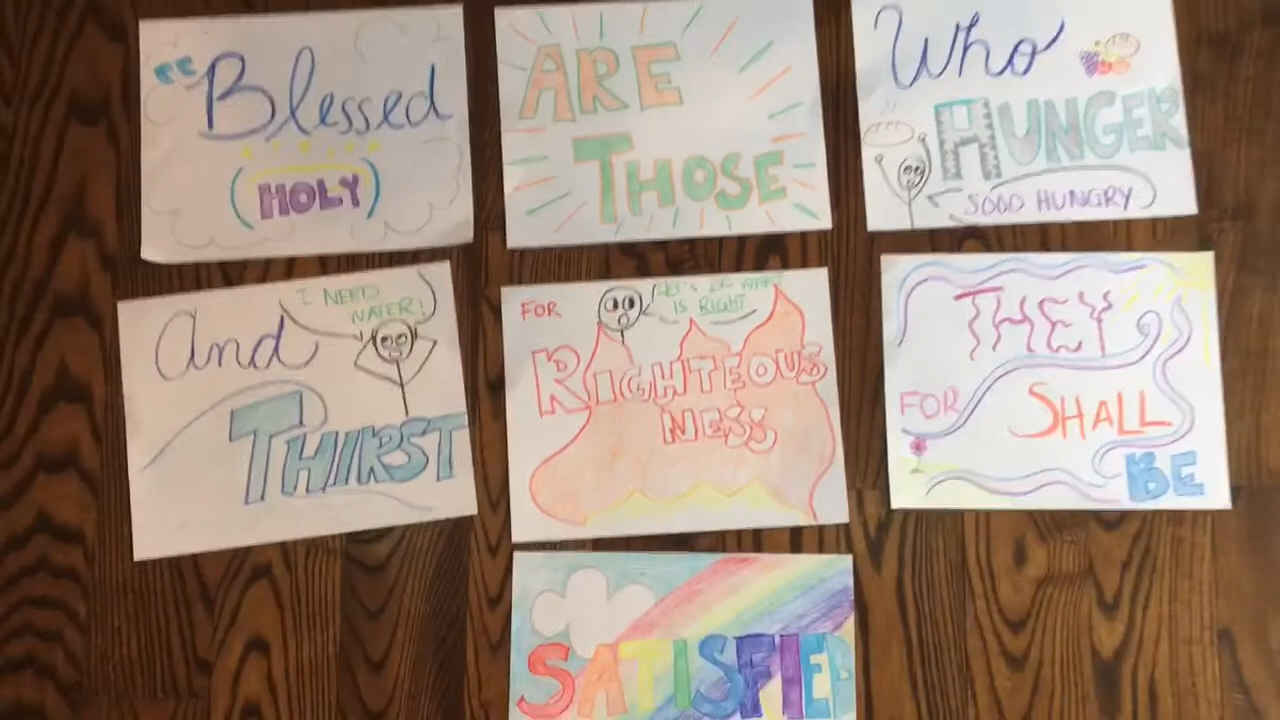 "Blessed
(HOLY)
ARE
THOSE
Who
HUNGER
SOOO HUNGRY
And
I NEED
WATER!
THIRST
FOR
IS RIGHT
RIGHTEOUS
NESS
FOR
THEY
SHALL
BE
SATISFIED